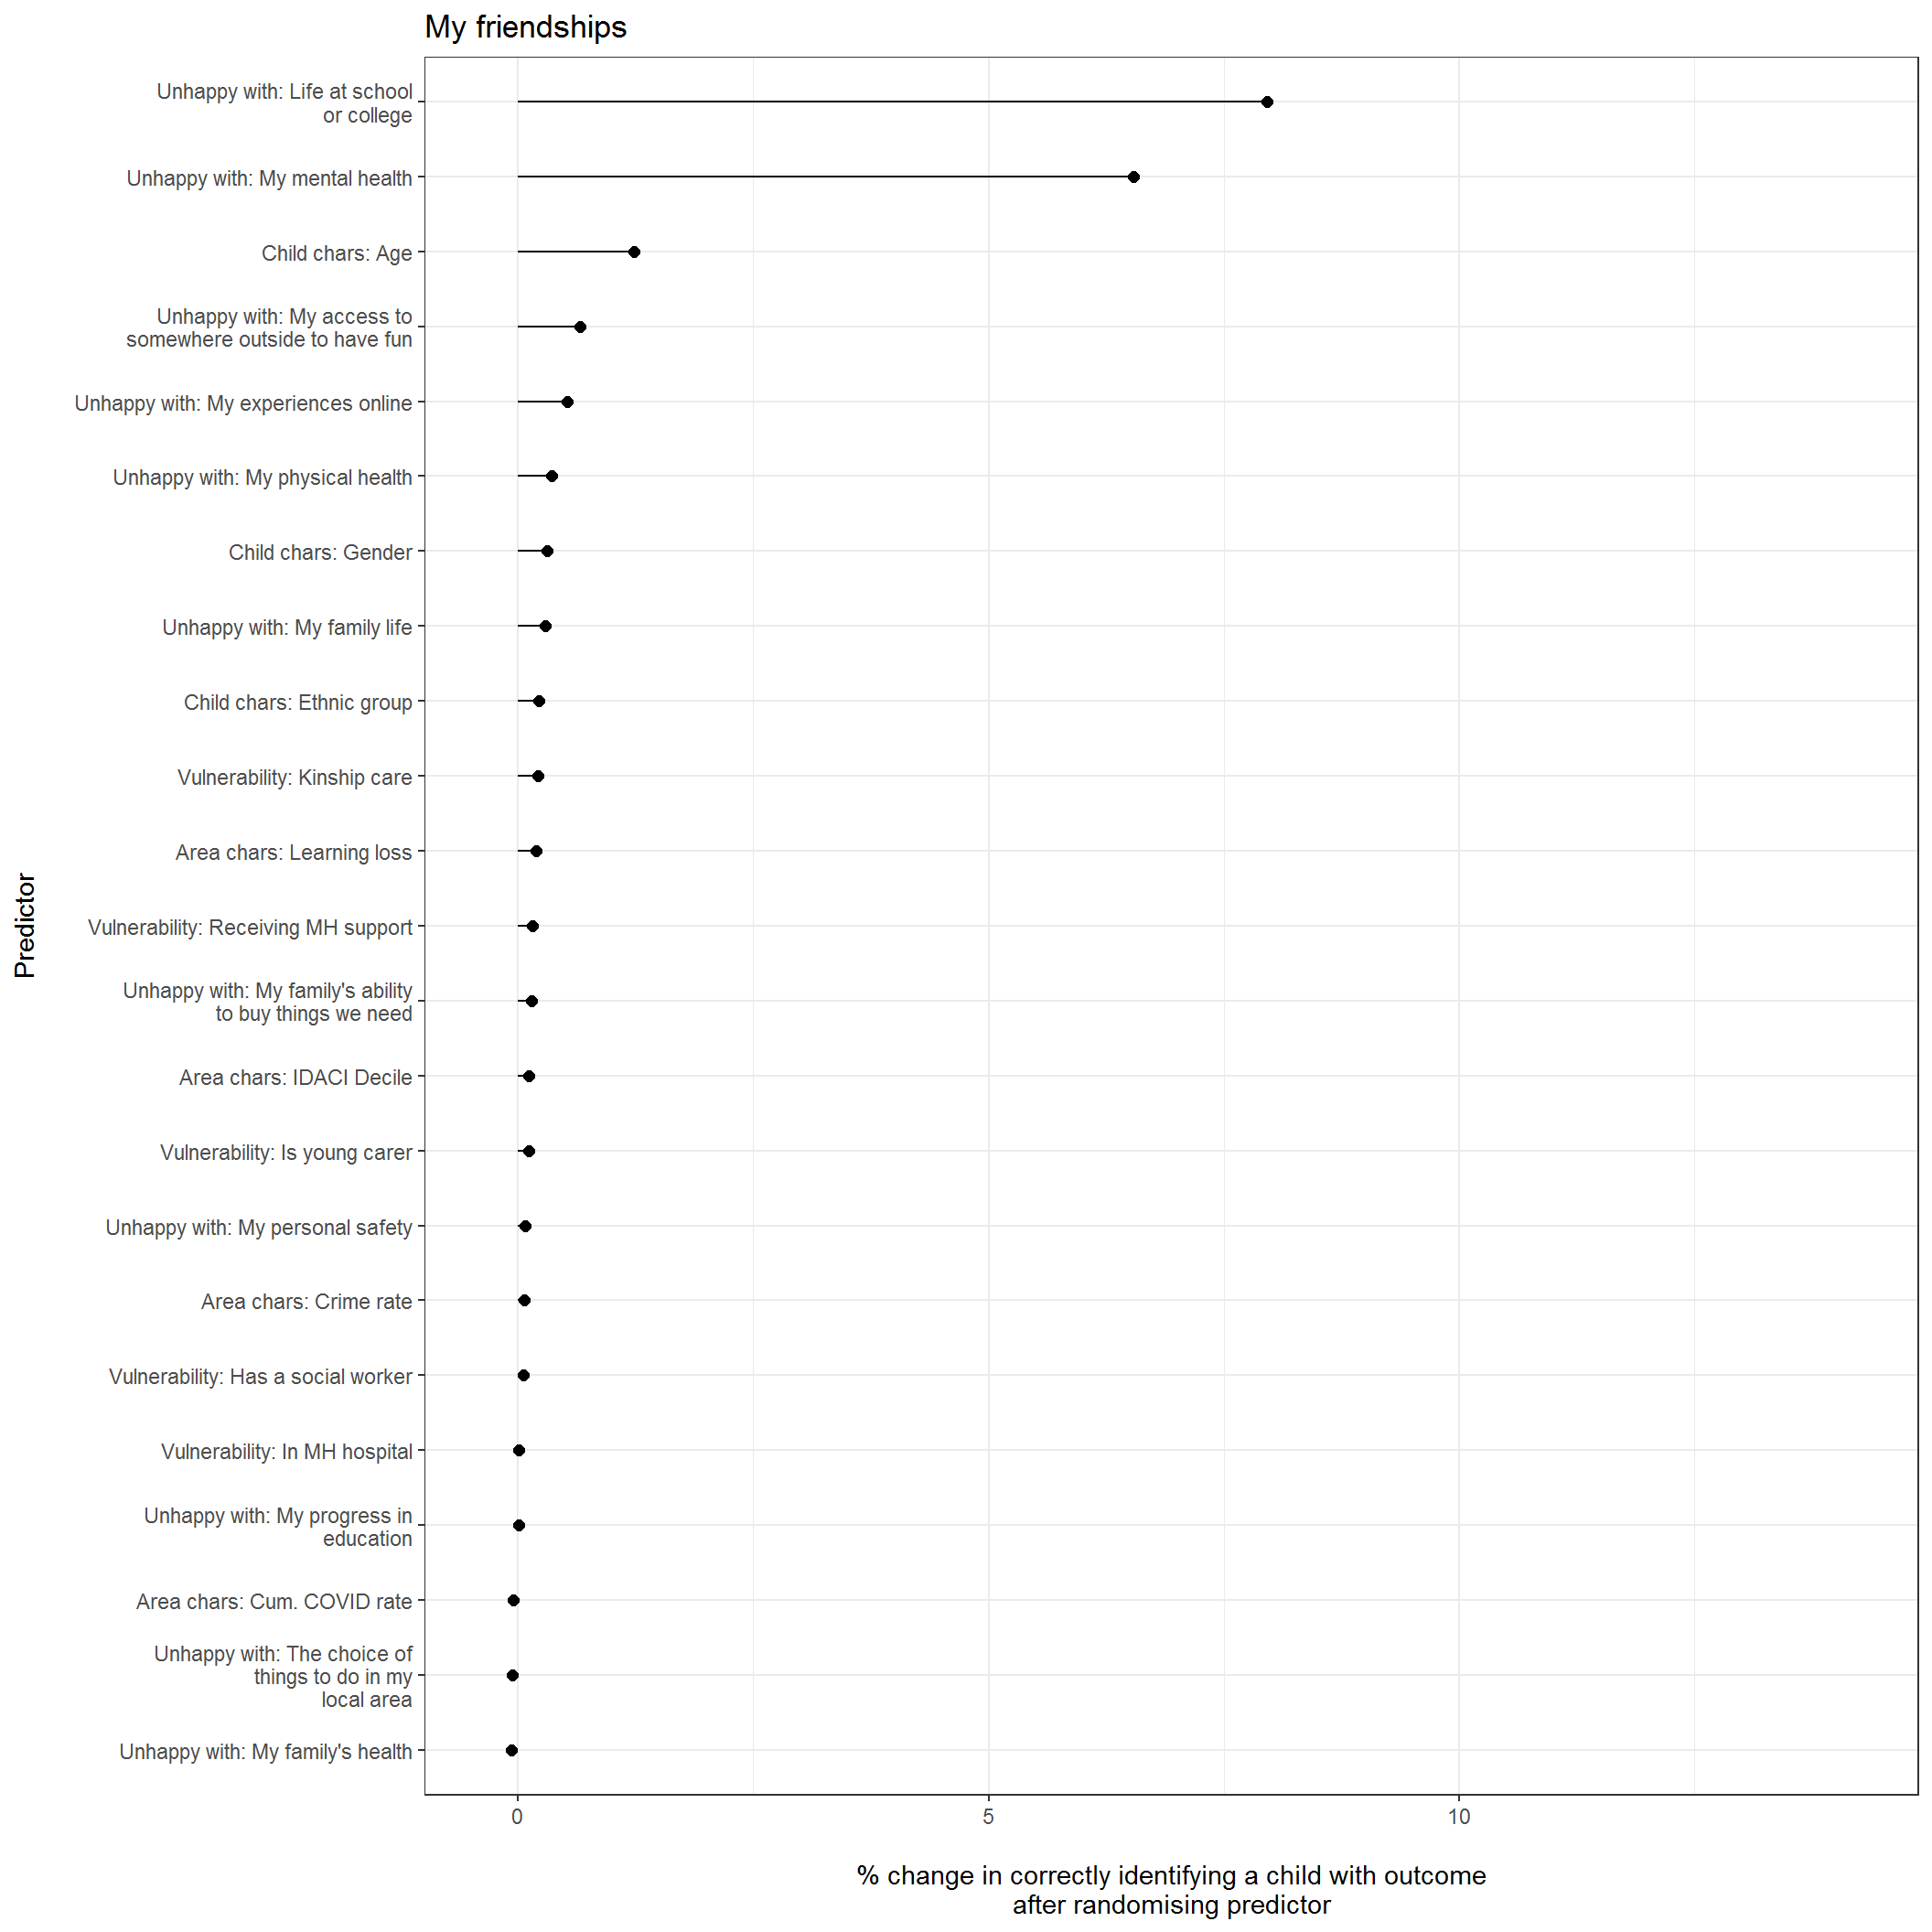 My friendships
Unhappy with: Life at school
or college
Unhappy with: My mental health
Child chars: Age
Unhappy with: My access to
somewhere outside to have fun
Unhappy with: My experiences online
Unhappy with: My physical health
Child chars: Gender
Unhappy with: My family life
Child chars: Ethnic group
Vulnerability: Kinship care
Area chars: Learning loss
Vulnerability: Receiving MH support
Unhappy with: My family's ability
to buy things we need
Area chars: IDACI Decile
Vulnerability: Is young carer
Unhappy with: My personal safety
Area chars: Crime rate
Vulnerability: Has a social worker
Vulnerability: In MH hospital
Unhappy with: My progress in
education
Area chars: Cum. COVID rate
Unhappy with: The choice of
things to do in my
local area
Unhappy with: My family's health
Predictor
0 5 10
% change in correctly identifying a child with outcome
after randomising predictor